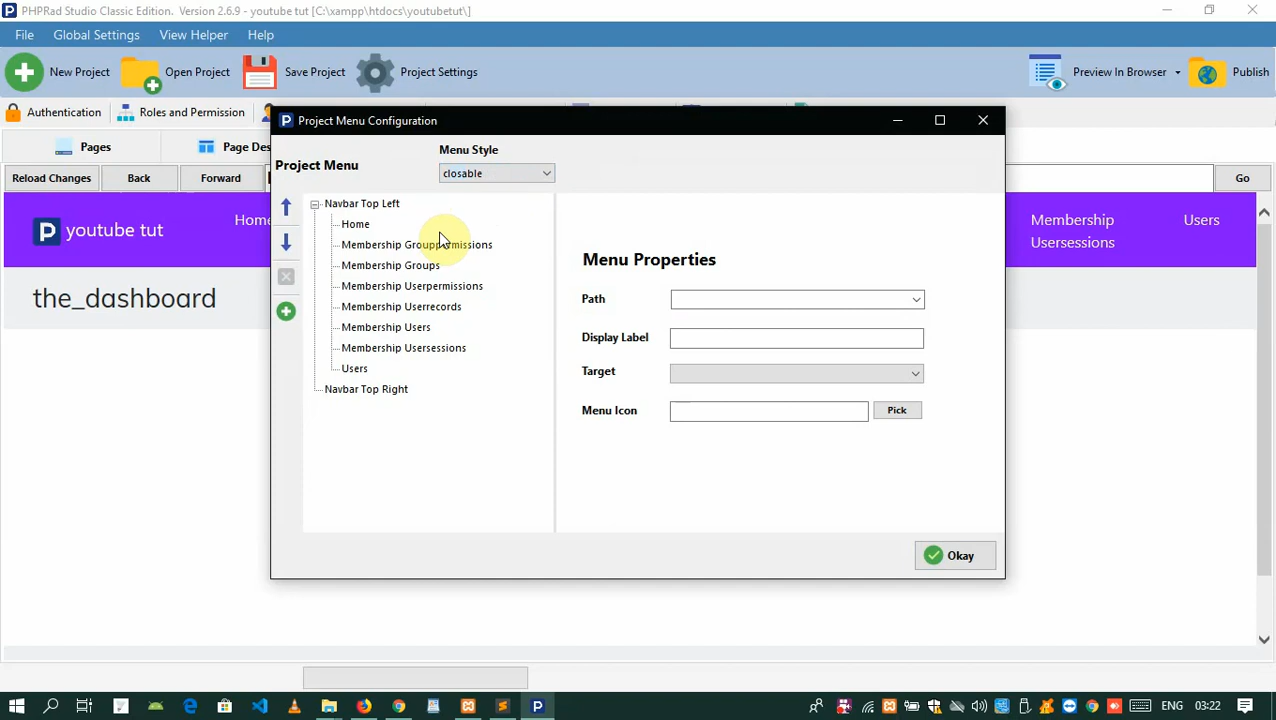 PHPRad Studio Classic Edition. Version 2.6.9 - youtube tut [C:\xampp\htdocs\youtubetut\]
File Global Settings View Helper Help
New Project Open Project Save Project Project Settings Preview In Browser Publish
Authentication Roles and Permission
Project Menu Configuration
Pages
Menu Style
Project Menu
closable
Reload Changes Back Forward Go
Navbar Top Left
Home
Membership Grouppermissions
Membership Groups
Membership Userpermissions
Membership Userrecords
Membership Users
Membership Usersessions
Users
Navbar Top Right
Menu Properties
Path
Display Label
Target
Menu Icon Pick
Okay
youtube tut
Membership Usersessions
Users
the_dashboard
ENG 03:22